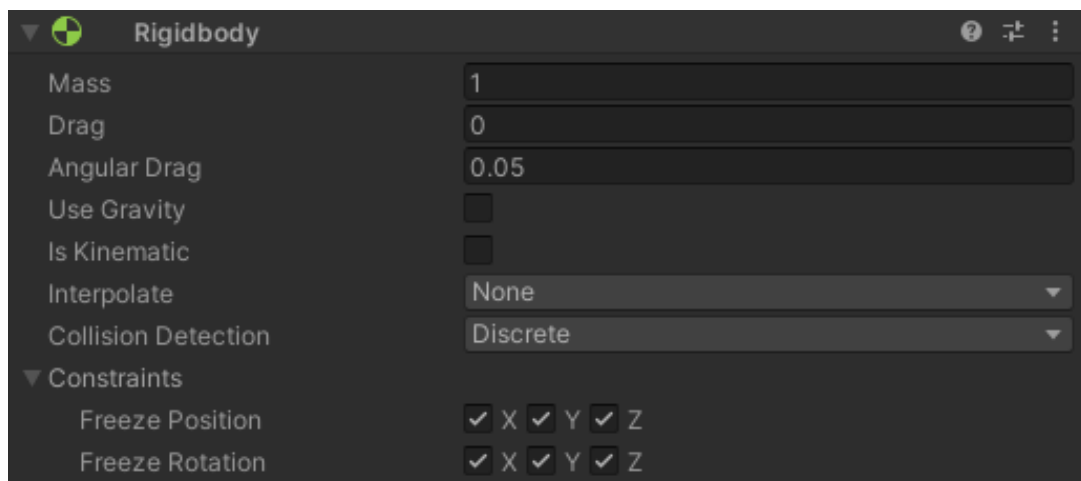 Rigidbody
Mass 1
Drag 0
Angular Drag 0.05
Use Gravity
Is Kinematic
Interpolate None
Collision Detection Discrete
Constraints
Freeze Position X Y Z
Freeze Rotation X Y Z